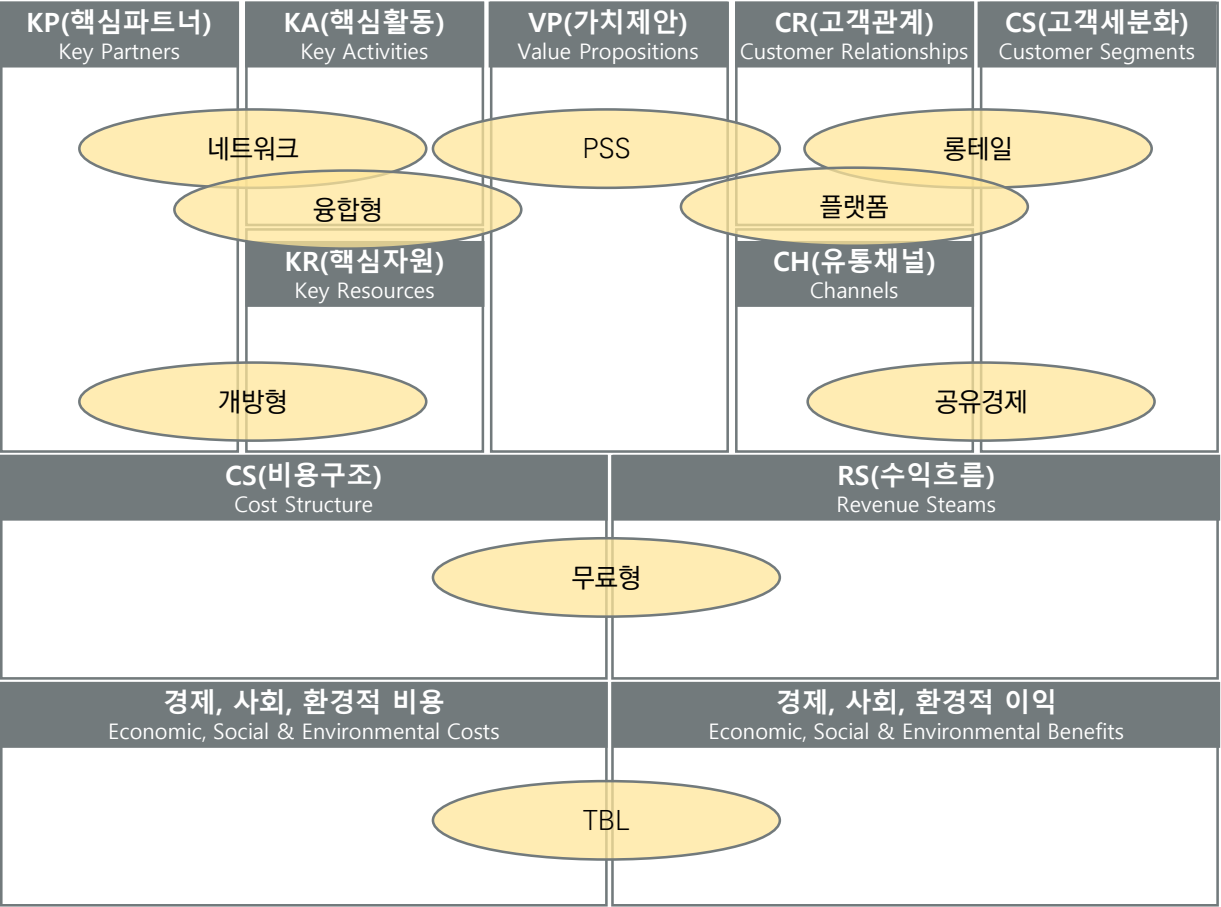 KP(핵심파트너)
Key Partners
KA(핵심활동)
Key Activities
VP(가치제안)
Value Propositions
CR(고객관계)
Customer Relationships
CS(고객세분화)
Customer Segments
네트워크
PSS
롱테일
융합형
플랫폼
KR(핵심자원)
Key Resources
CH(유통채널)
Channels
개방형
공유경제
CS(비용구조)
Cost Structure
RS(수익흐름)
Revenue Steams
무료형
경제, 사회, 환경적 비용
Economic, Social & Environmental Costs
경제, 사회, 환경적 이익
Economic, Social & Environmental Benefits
TBL